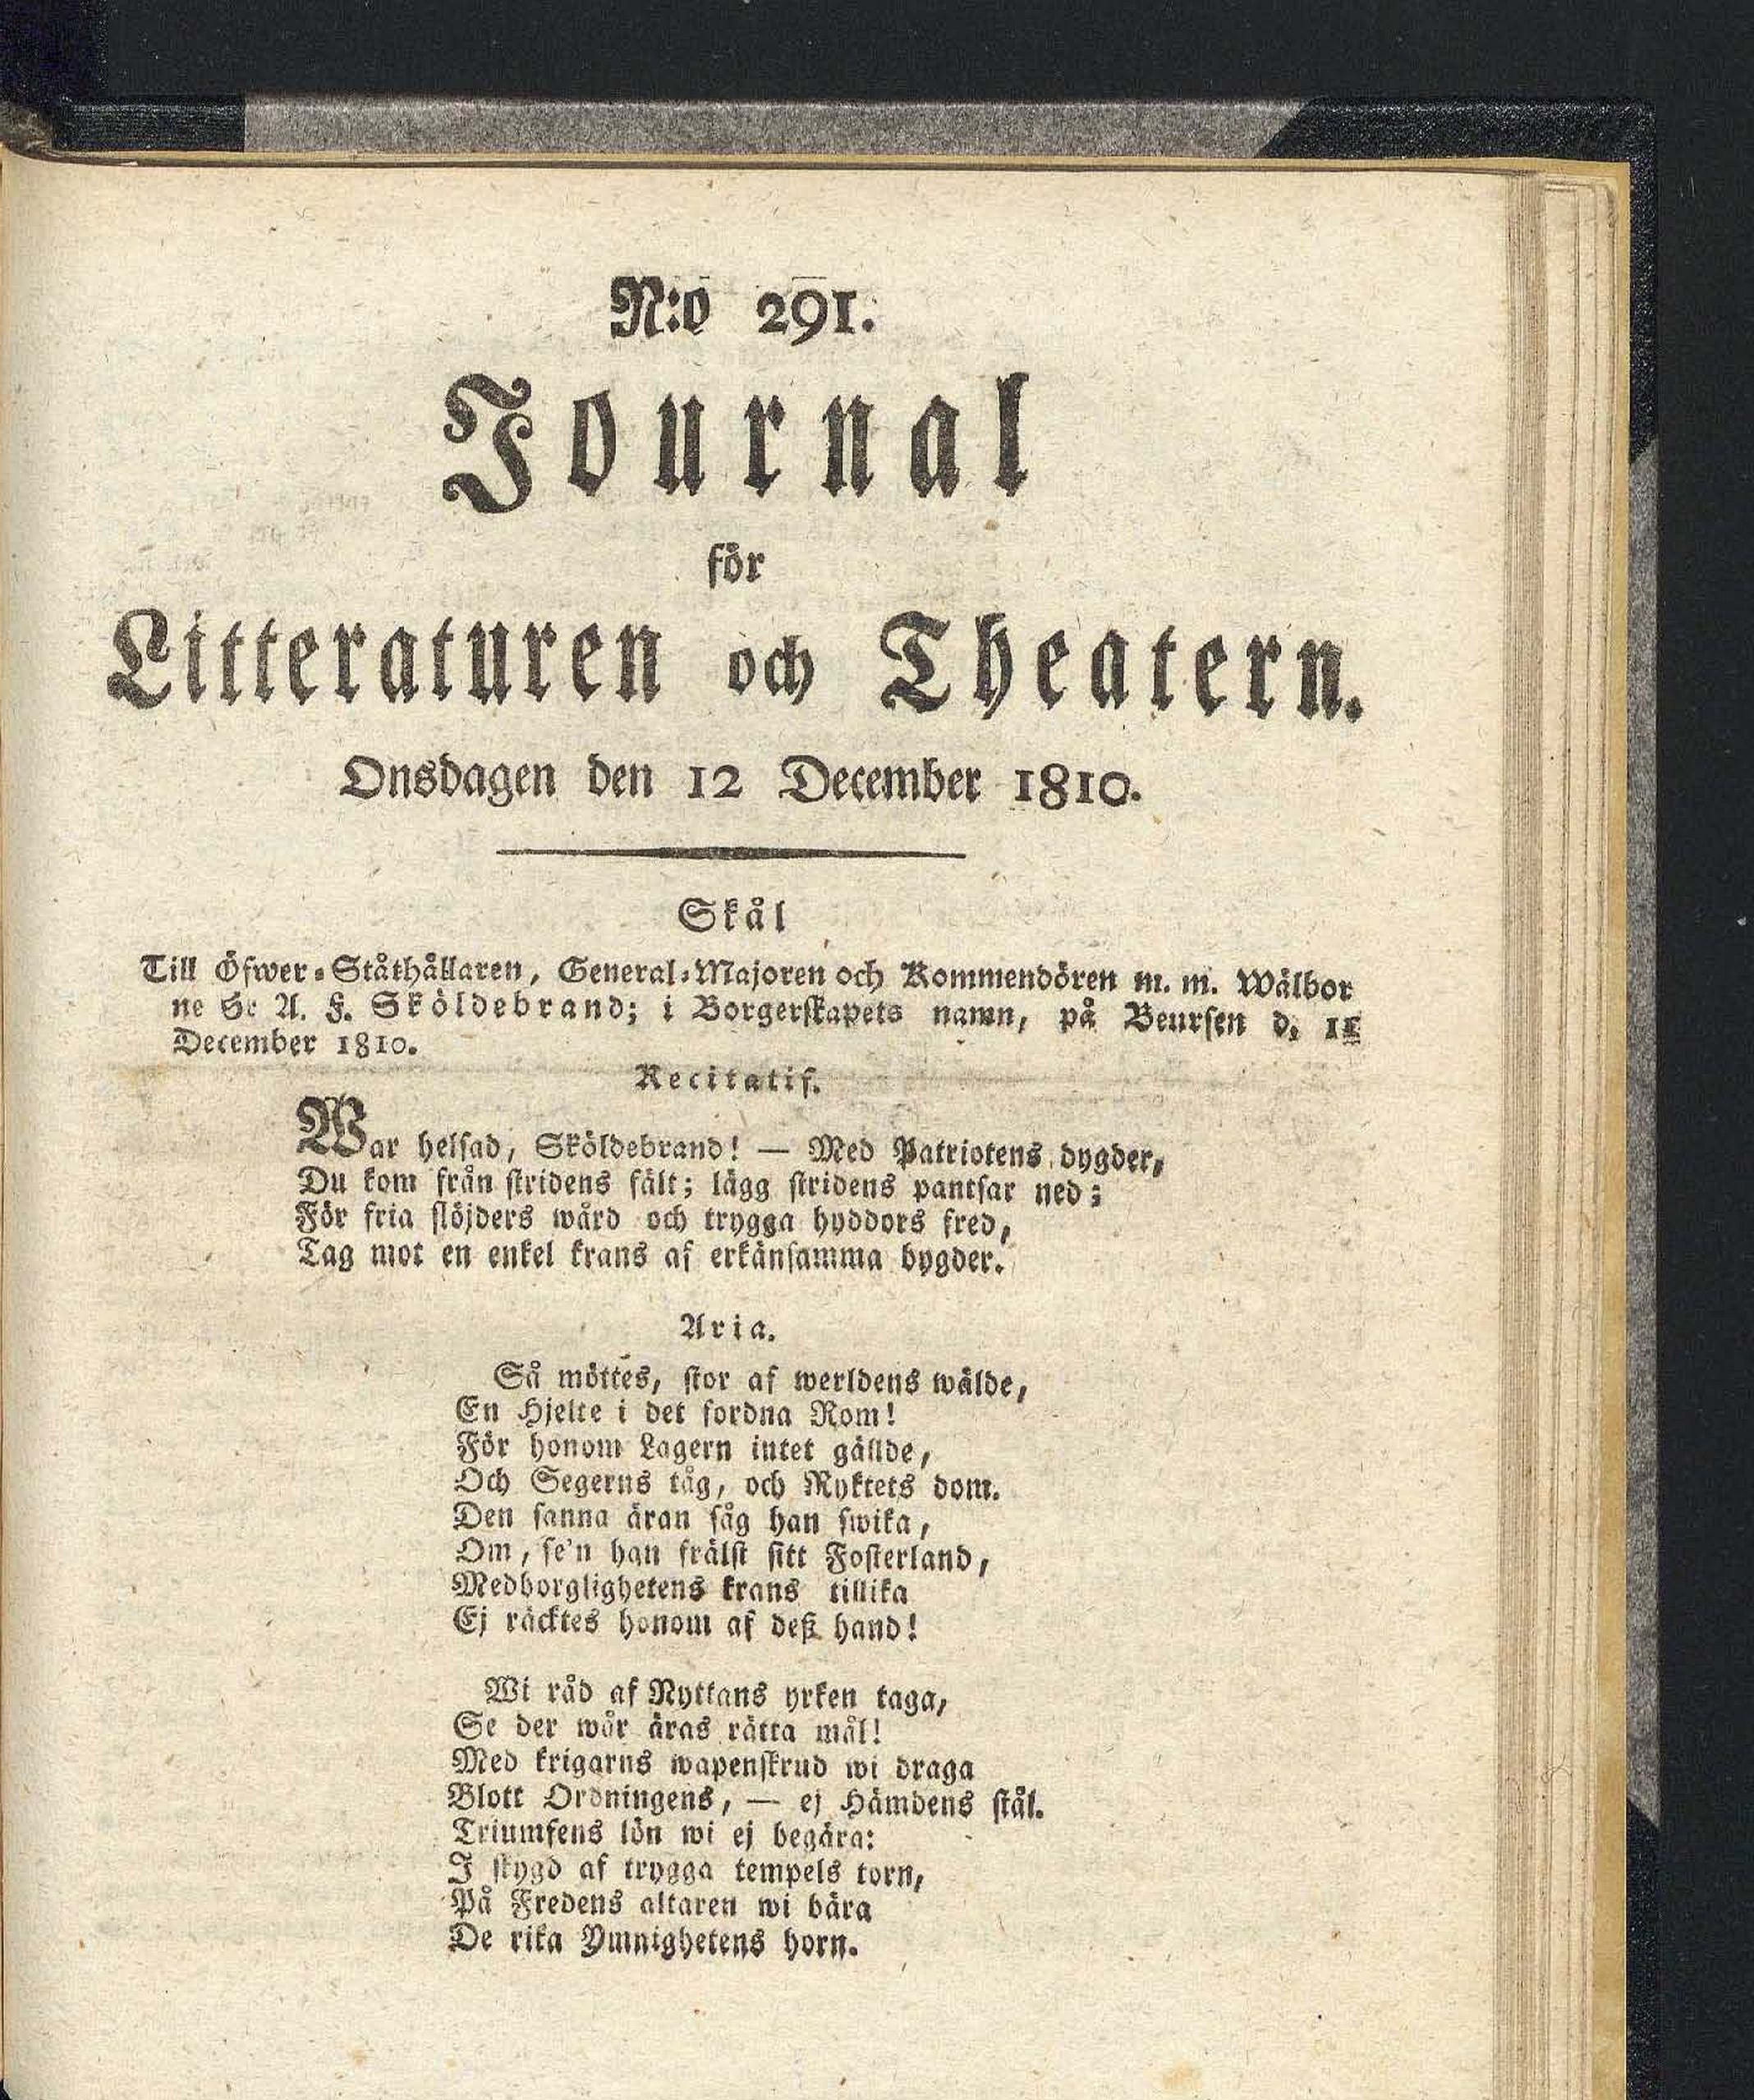 N:o 291.
Journal
för
Litteraturen och Theatern.
Onsdagen den 12 December 1810.
Skål
Till Öfwer-Ståthållaren, General-Majoren och Kommendören m. m. Wälbor
ne Hr A. F. Sköldebrand; i Borgerskapets namn, på Beursen d. 11
December 1810.
Recitatif.
War helsad, Sköldebrand! — Med Patriotens dygder,
Du kom från stridens fält; lägg stridens pantsar ned;
För fria slöjders wård och trygga hyddors fred,
Tag mot en enkel krans af erkänsamma bygder.
Aria.
Så möttes, stor af werldens wälde,
En Hjelte i det fordna Rom!
För honom Lagern intet gällde,
Och Segerns tåg, och Ryktets dom.
Den sanna äran såg han swika,
Om, se'n han frälst sitt Fosterland,
Medborglighetens krans tillika
Ej räcktes honom af deß hand!
Wi råd af Nyttans yrken taga,
Se der wår äras rätta mål!
Med krigarns wapenskrud wi draga
Blott Ordningens, — ej Hämdens stål.
Triumfens lön wi ej begära:
I skygd af trygga tempels torn,
På Fredens altaren wi bära
De rika Ymnighetens horn.